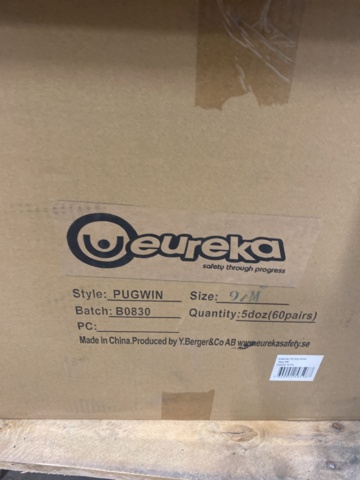 eureka
safety through progress
Style: PUGWIN Size: 9/M
Batch: B0830 Quantity: 5doz(60pairs)
PC:
Made in China.Produced by Y.Berger&Co AB www.eurekasafety.se